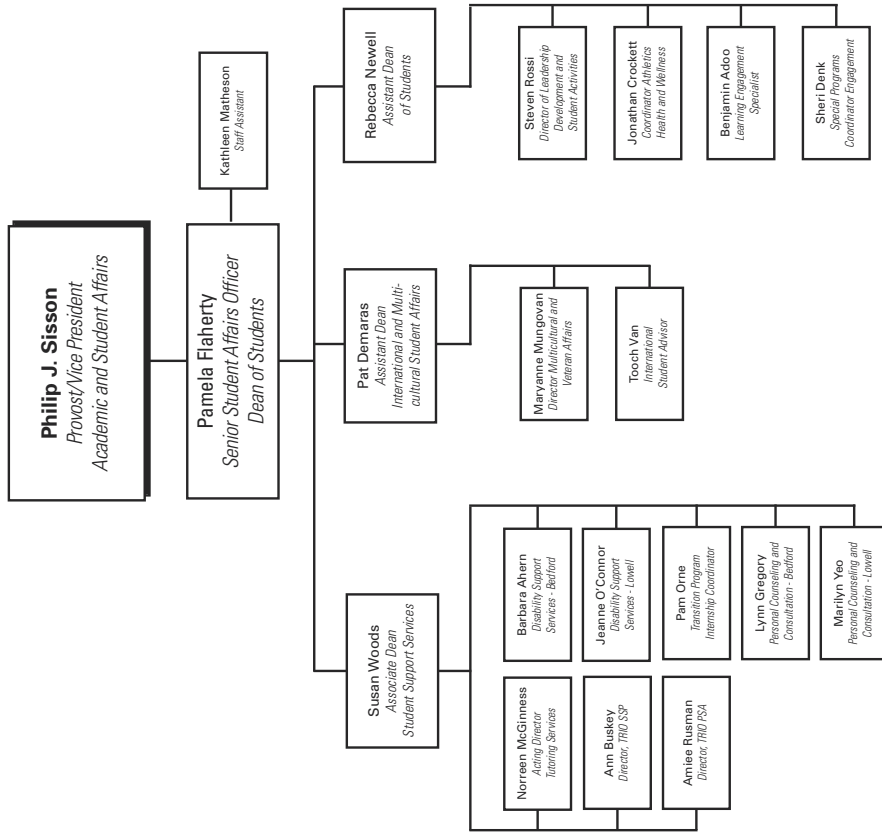 Philip J. Sisson
Provost/Vice President
Academic and Student Affairs
Pamela Flaherty
Senior Student Affairs Officer
Dean of Students
Kathleen Matheson
Staff Assistant
Susan Woods
Associate Dean
Student Support Services
Norreen McGinness
Acting Director
Tutoring Services
Ann Buskey
Director, TRIO SSP
Amiee Rusman
Director, TRIO PSA
Barbara Ahern
Disability Support
Services - Bedford
Jeanne O'Connor
Disability Support
Services - Lowell
Pam Orne
Transition Program
Internship Coordinator
Lynn Gregory
Personal Counseling and
Consultation - Bedford
Marilyn Yeo
Personal Counseling and
Consultation - Lowell
Pat Demaras
Assistant Dean
International and Multi-
cultural Student Affairs
Maryanne Mungovan
Director Multicultural and
Veteran Affairs
Tooch Van
International
Student Advisor
Rebecca Newell
Assistant Dean
of Students
Steven Rossi
Director of Leadership
Development and
Student Activities
Jonathan Crockett
Coordinator Athletics
Health and Wellness
Benjamin Adoo
Learning Engagement
Specialist
Sheri Denk
Special Programs
Coordinator Engagement